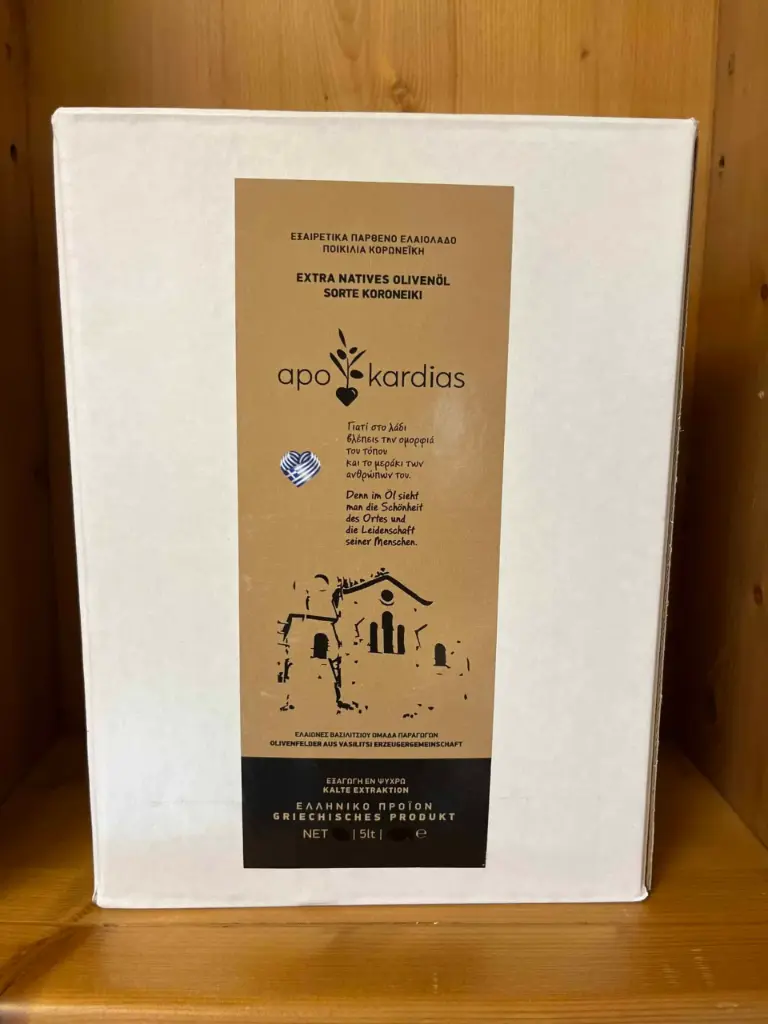 ΕΞΑΙΡΕΤΙΚΑ ΠΑΡΘΕΝΟ ΕΛΑΙΟΛΑΔΟ
ΠΟΙΚΙΛΙΑ ΚΟΡΩΝΕΪΚΗ
EXTRA NATIVES OLIVENÖL
SORTE KORONEIKI
apo kardias
Γιατί στο λάδι
βλέπεις την ομορφιά
του τόπου
και το μεράκι των
ανθρώπων του.
Denn im Öl sieht
man die Schönheit
des Ortes und
die Leidenschaft
seiner Menschen.
ΕΛΑΙΩΝΕΣ ΒΑΣΙΛΙΤΣΙΟΥ ΟΜΑΔΑ ΠΑΡΑΓΩΓΩΝ
OLIVENFELDER AUS VASILITSI ERZEUGERGEMEINSCHAFT
ΕΞΑΓΩΓΗ ΕΝ ΨΥΧΡΩ
KALTE EXTRAKTION
ΕΛΛΗΝΙΚΟ ΠΡΟΪΟΝ
GRIECHISCHES PRODUKT
NET | 5lt | ℮